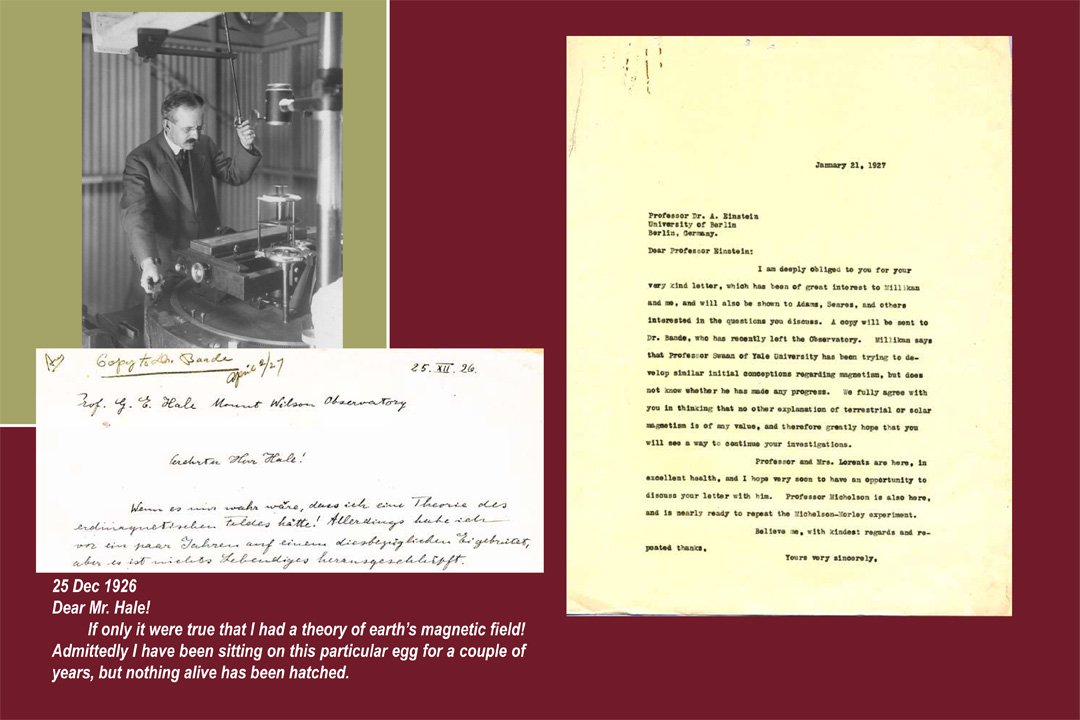 Copy to Dr. Baade
April 2/27
25. XII. 26.
Prof. G. E. Hale Mount Wilson Observatory
Geehrter Herr Hale!
Wenn es nur wahr wäre, dass ich eine Theorie des
erdmagnetischen Feldes hätte! Allerdings habe ich
vor ein paar Jahren auf einem diesbezüglichen Ei gebrütet,
aber es ist nichts Lebendiges herausgeschlüpft.
25 Dec 1926
Dear Mr. Hale!
If only it were true that I had a theory of earth’s magnetic field!
Admittedly I have been sitting on this particular egg for a couple of
years, but nothing alive has been hatched.
January 21, 1927
Professor Dr. A. Einstein
University of Berlin
Berlin, Germany.
Dear Professor Einstein:
I am deeply obliged to you for your
very kind letter, which has been of great interest to Millikan
and me, and will also be shown to Adams, Seares, and others
interested in the questions you discuss. A copy will be sent to
Dr. Baade, who has recently left the Observatory. Millikan says
that Professor Swann of Yale University has been trying to de-
velop similar initial conceptions regarding magnetism, but does
not know whether he has made any progress. We fully agree with
you in thinking that no other explanation of terrestrial or solar
magnetism is of any value, and therefore greatly hope that you
will see a way to continue your investigations.
Professor and Mrs. Lorentz are here, in
excellent health, and I hope very soon to have an opportunity to
discuss your letter with him. Professor Michelson is also here,
and is nearly ready to repeat the Michelson-Morley experiment.
Believe me, with kindest regards and re-
peated thanks,
Yours very sincerely,